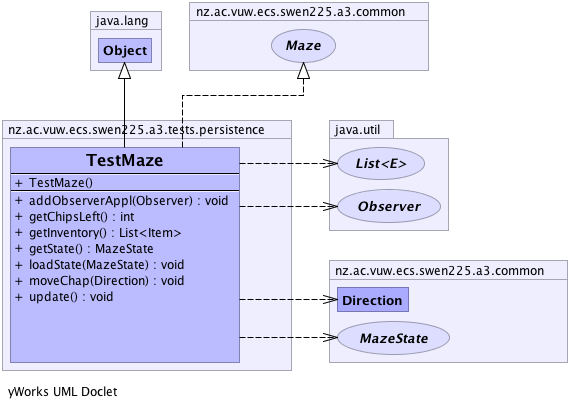 java.lang
Object
nz.ac.vuw.ecs.swen225.a3.common
Maze
nz.ac.vuw.ecs.swen225.a3.tests.persistence
TestMaze
+ TestMaze()
+ addObserverAppl(Observer) : void
+ getChipsLeft() : int
+ getInventory() : List<Item>
+ getState() : MazeState
+ loadState(MazeState) : void
+ moveChap(Direction) : void
+ update() : void
java.util
List<E>
Observer
nz.ac.vuw.ecs.swen225.a3.common
Direction
MazeState
yWorks UML Doclet